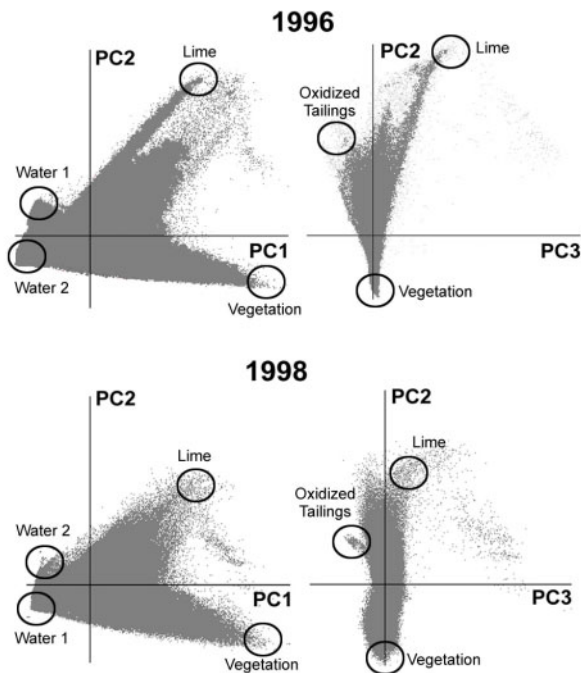 1996
PC2
Lime
Water 1
Water 2
PC1
Vegetation
PC2
Lime
Oxidized
Tailings
PC3
Vegetation
1998
PC2
Lime
Water 2
Water 1
PC1
Vegetation
PC2
Lime
Oxidized
Tailings
PC3
Vegetation